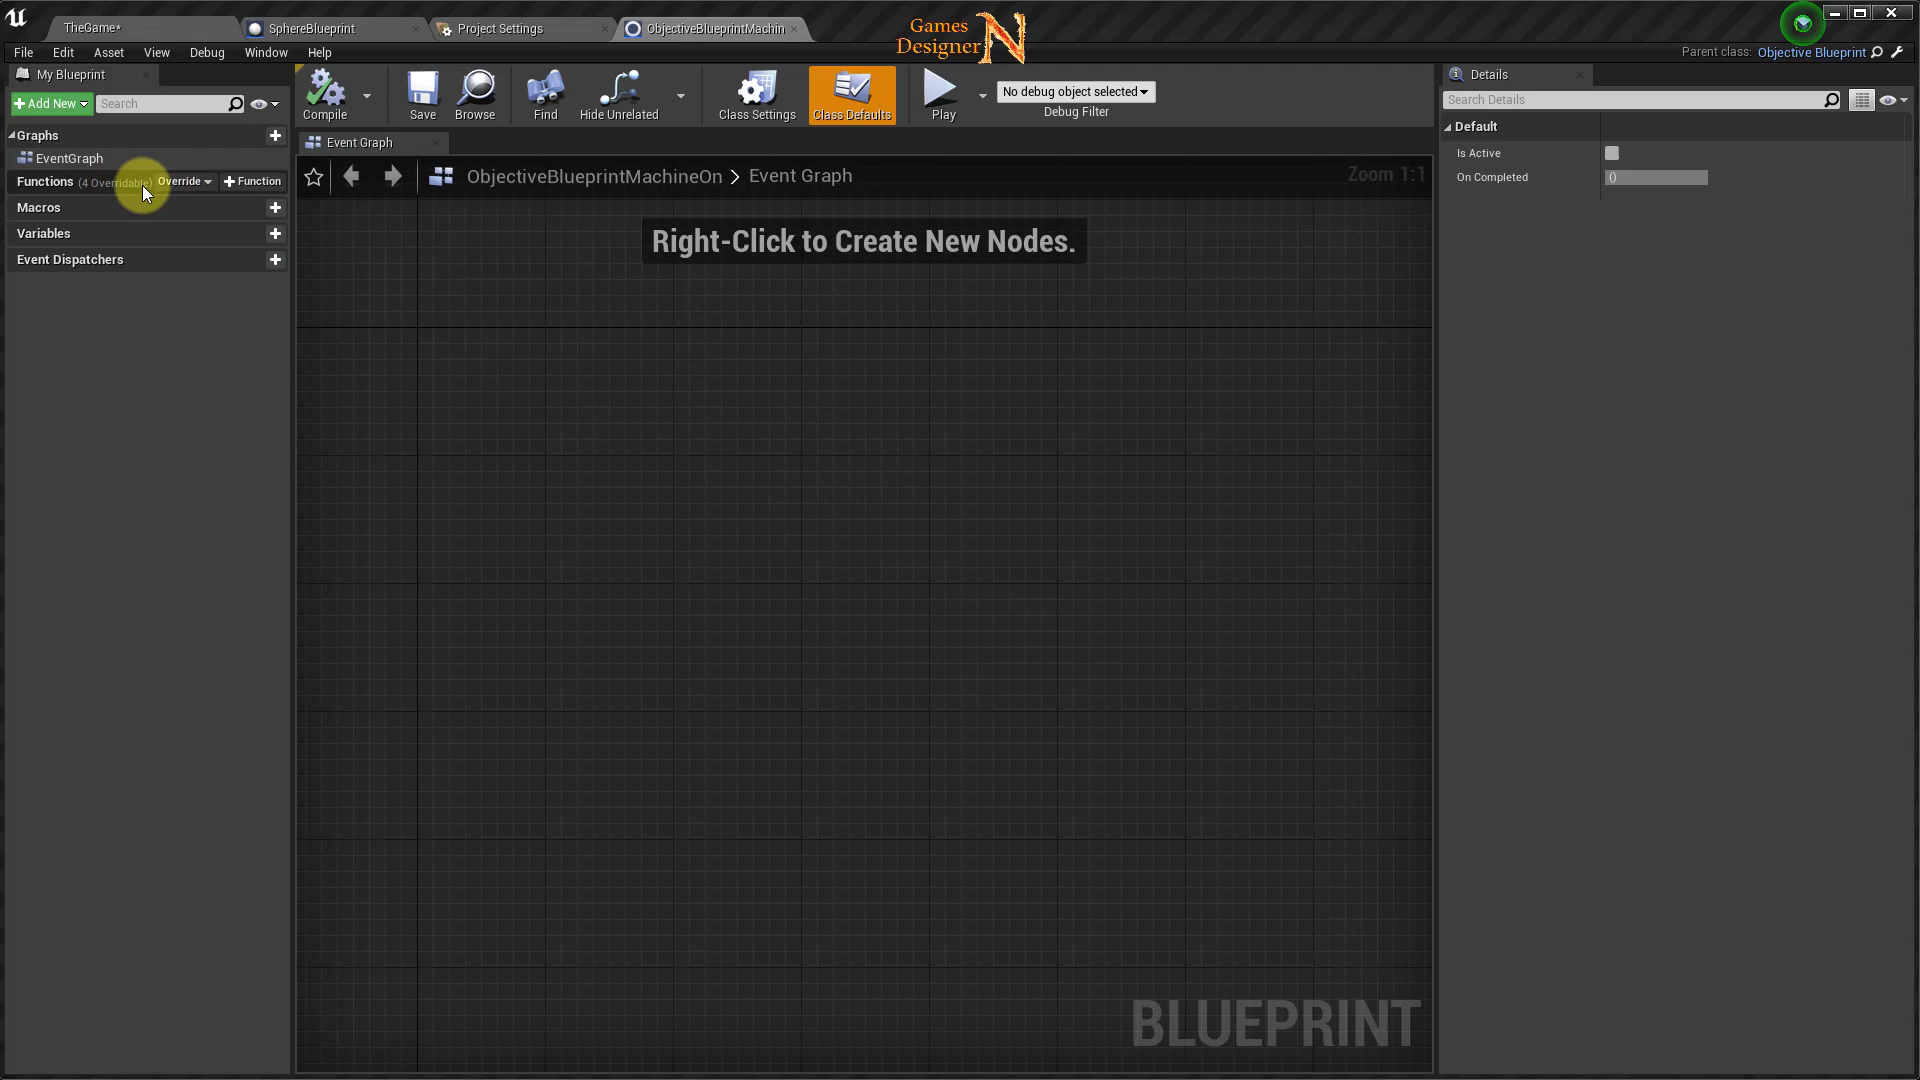 TheGame*
SphereBlueprint
Project Settings
ObjectiveBlueprintMachin
Games
Designer N
File Edit Asset View Debug Window Help
Parent class: Objective Blueprint
My Blueprint
Add New
Search
Graphs
EventGraph
Functions (4 Overridable) Override + Function
Macros
Variables
Event Dispatchers
Compile
Save
Browse
Find
Hide Unrelated
Class Settings
Class Defaults
Play
No debug object selected
Debug Filter
Event Graph
ObjectiveBlueprintMachineOn > Event Graph
Zoom 1:1
Right-Click to Create New Nodes.
BLUEPRINT
Details
Search Details
Default
Is Active
On Completed ()